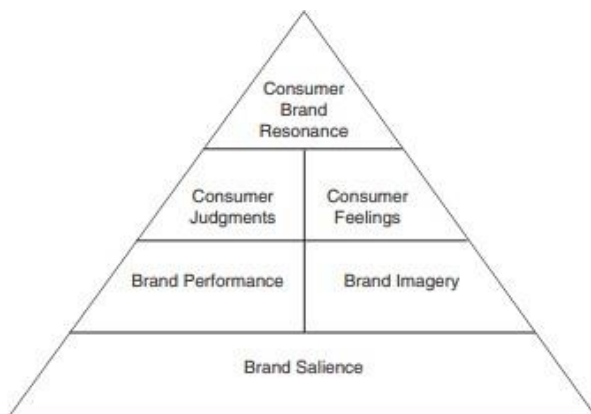 Consumer
Brand
Resonance
Consumer
Judgments
Consumer
Feelings
Brand Performance
Brand Imagery
Brand Salience